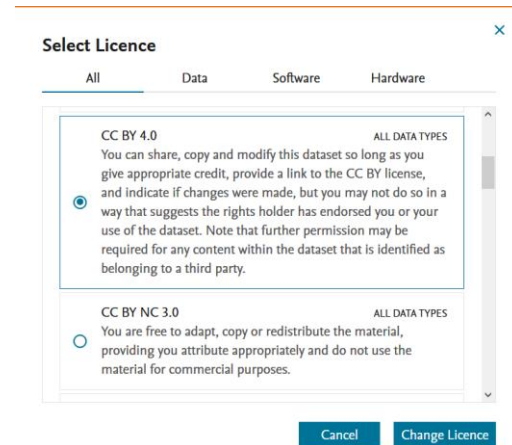 Select Licence
All Data Software Hardware
CC BY 4.0 ALL DATA TYPES
You can share, copy and modify this dataset so long as you
give appropriate credit, provide a link to the CC BY license,
and indicate if changes were made, but you may not do so in a
way that suggests the rights holder has endorsed you or your
use of the dataset. Note that further permission may be
required for any content within the dataset that is identified as
belonging to a third party.
CC BY NC 3.0 ALL DATA TYPES
You are free to adapt, copy or redistribute the material,
providing you attribute appropriately and do not use the
material for commercial purposes.
Cancel Change Licence